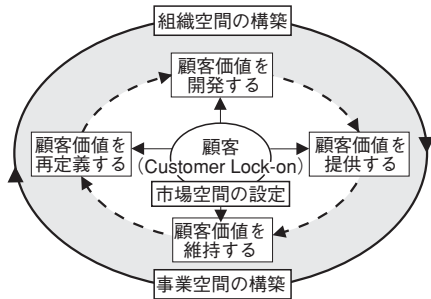 組織空間の構築
顧客価値を
開発する
顧客価値を
再定義する
顧客
(Customer Lock-on)
顧客価値を
提供する
市場空間の設定
顧客価値を
維持する
事業空間の構築